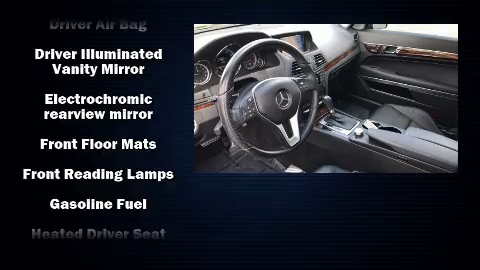 Driver Air Bag
Driver Illuminated
Vanity Mirror
Electrochromic
rearview mirror
Front Floor Mats
Front Reading Lamps
Gasoline Fuel
Heated Driver Seat